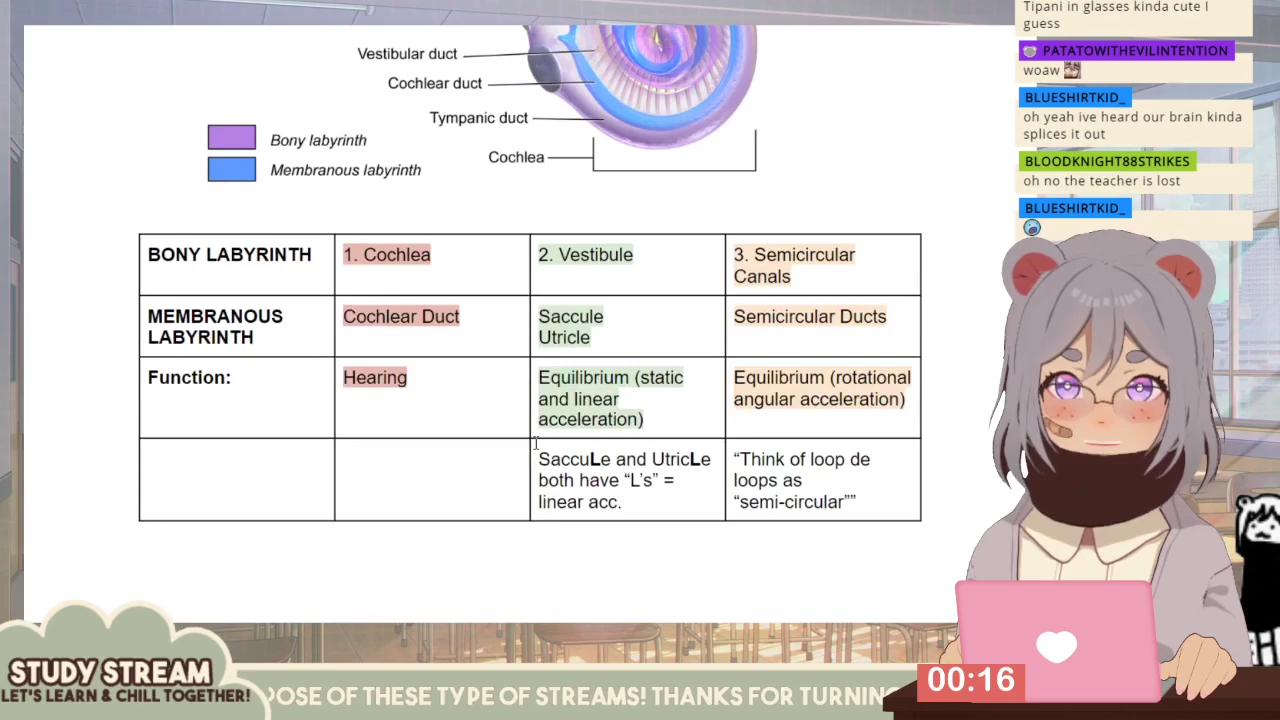 Vestibular duct
Cochlear duct
Tympanic duct
Cochlea
Bony labyrinth
Membranous labyrinth
BONY LABYRINTH
1. Cochlea
2. Vestibule
3. Semicircular
Canals
MEMBRANOUS
LABYRINTH
Cochlear Duct
Saccule
Utricle
Semicircular Ducts
Function:
Hearing
Equilibrium (static
and linear
acceleration)
Equilibrium (rotational
angular acceleration)
SaccuLe and UtricLe
both have “L’s” =
linear acc.
“Think of loop de
loops as
“semi-circular””
Tipani in glasses kinda cute I
guess
PATATOWITHEVILINTENTION
woaw
BLUESHIRTKID_
oh yeah ive heard our brain kinda
splices it out
BLOODKNIGHT88STRIKES
oh no the teacher is lost
BLUESHIRTKID_
STUDY STREAM
LET'S LEARN & CHILL TOGETHER!
POSE OF THESE TYPE OF STREAMS! THANKS FOR TURNING
00:16